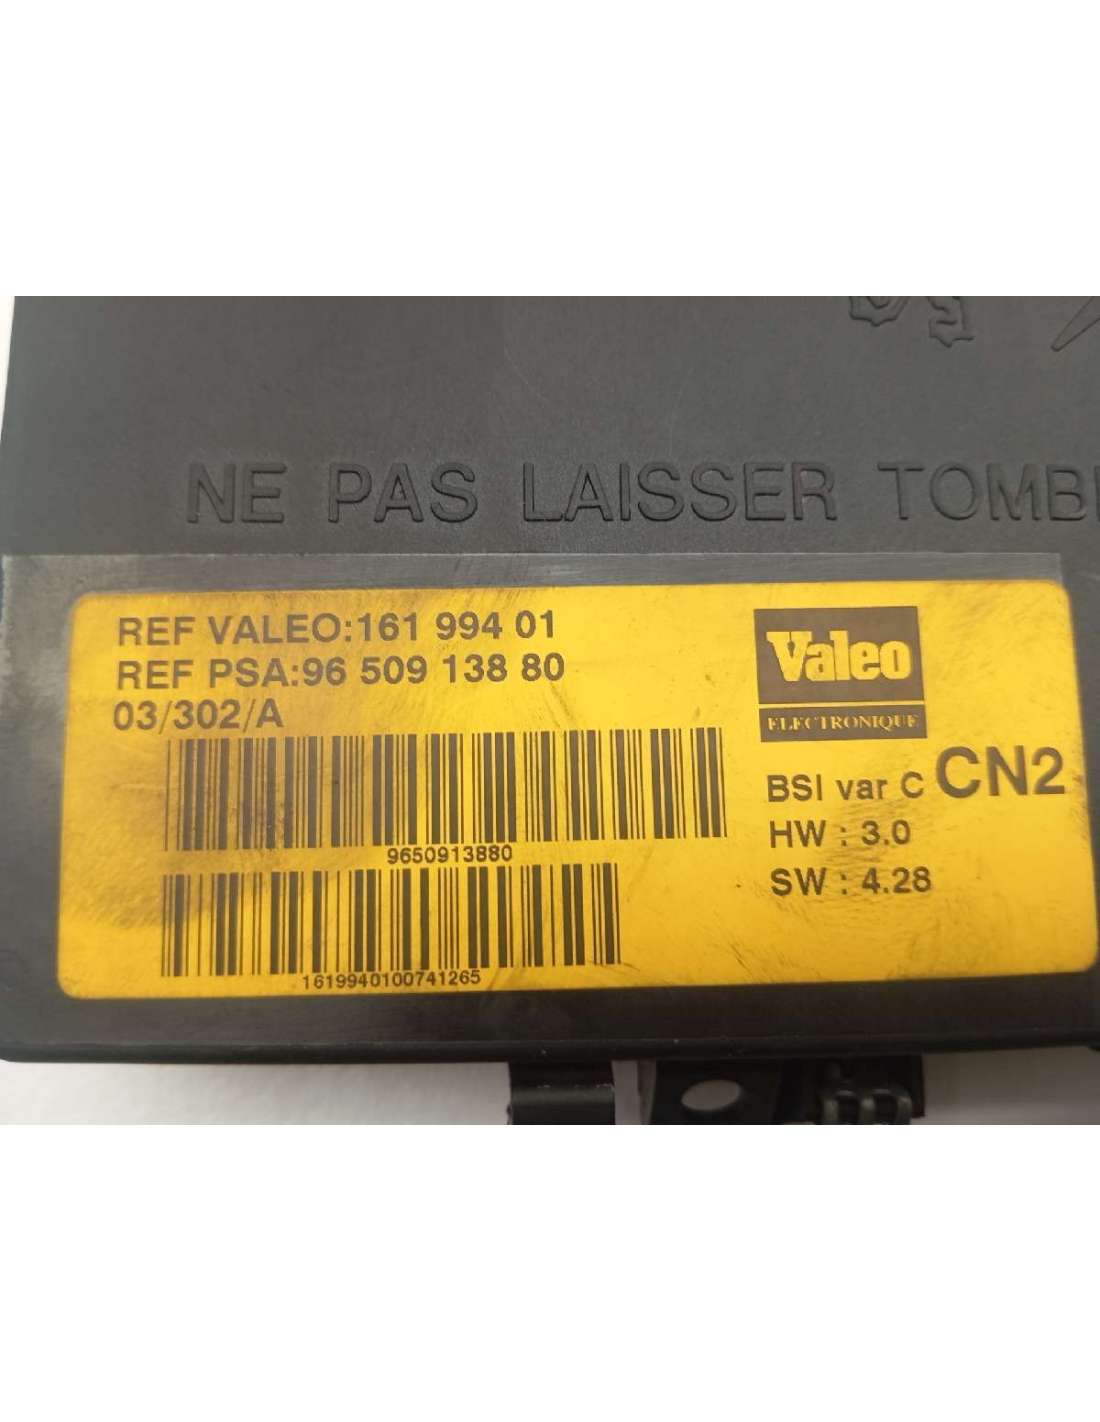 NE PAS LAISSER TOMB
REF VALEO:161 994 01
REF PSA:96 509 138 80
03/302/A
9650913880
1619940100741265
Valeo
ELECTRONIQUE
BSI var C CN2
HW : 3.0
SW : 4.28